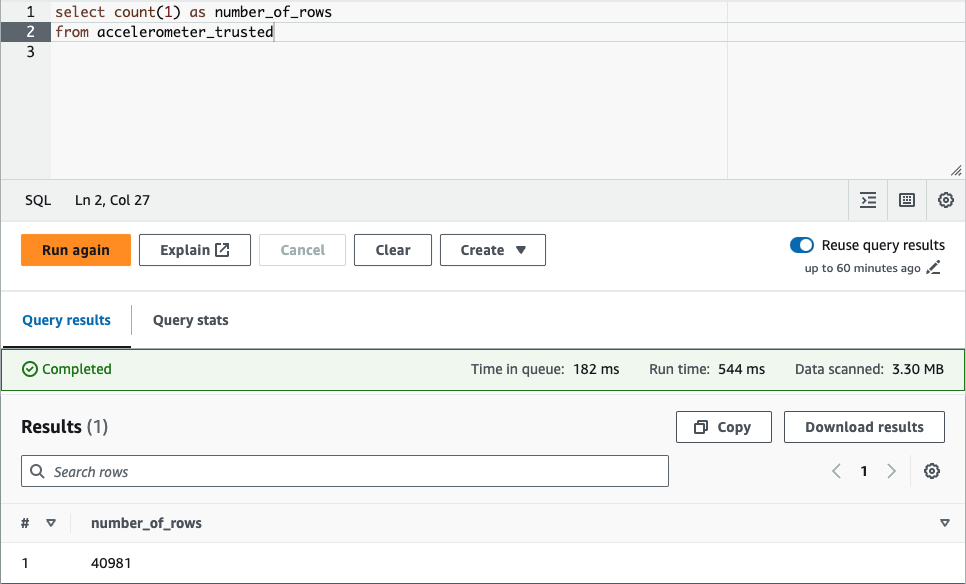 1 select count(1) as number_of_rows
2 from accelerometer_trusted
3
SQL Ln 2, Col 27
Run again Explain Cancel Clear Create Reuse query results
up to 60 minutes ago
Query results Query stats
Completed Time in queue: 182 ms Run time: 544 ms Data scanned: 3.30 MB
Results (1) Copy Download results
Search rows 1
# number_of_rows
1 40981